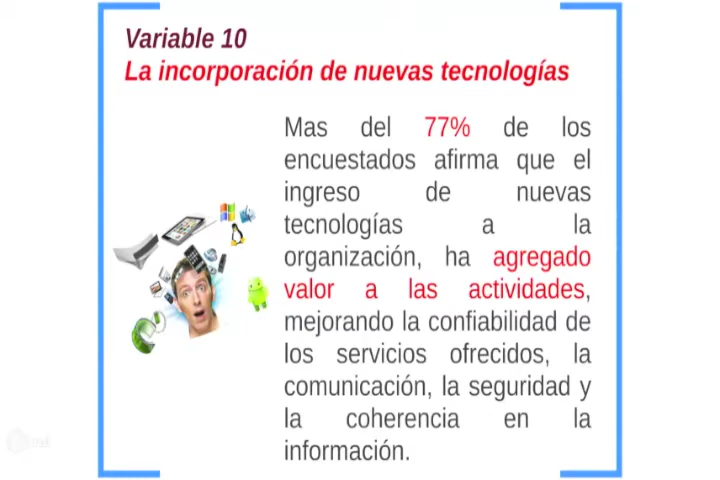 Variable 10
La incorporación de nuevas tecnologías
Mas del 77% de los
encuestados afirma que el
ingreso de nuevas
tecnologías a la
organización, ha agregado
valor a las actividades,
mejorando la confiabilidad de
los servicios ofrecidos, la
comunicación, la seguridad y
la coherencia en la
información.